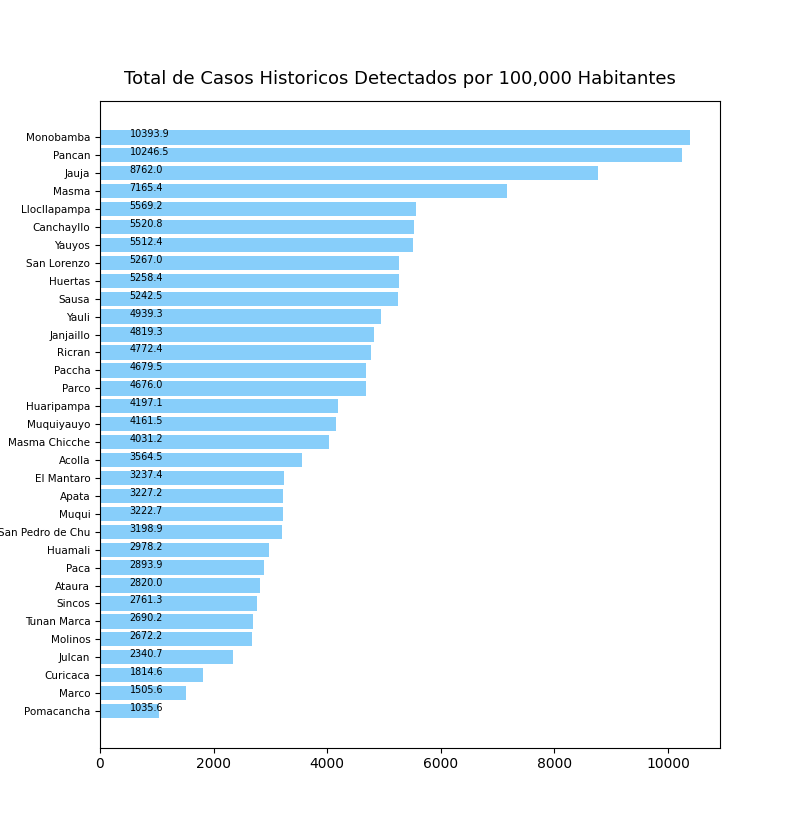 Total de Casos Historicos Detectados por 100,000 Habitantes
Monobamba 10393.9
Pancan 10246.5
Jauja 8762.0
Masma 7165.4
Llocllapampa 5569.2
Canchayllo 5520.8
Yauyos 5512.4
San Lorenzo 5267.0
Huertas 5258.4
Sausa 5242.5
Yauli 4939.3
Janjaillo 4819.3
Ricran 4772.4
Paccha 4679.5
Parco 4676.0
Huaripampa 4197.1
Muquiyauyo 4161.5
Masma Chicche 4031.2
Acolla 3564.5
El Mantaro 3237.4
Apata 3227.2
Muqui 3222.7
San Pedro de Chu 3198.9
Huamali 2978.2
Paca 2893.9
Ataura 2820.0
Sincos 2761.3
Tunan Marca 2690.2
Molinos 2672.2
Julcan 2340.7
Curicaca 1814.6
Marco 1505.6
Pomacancha 1035.6
0 2000 4000 6000 8000 10000